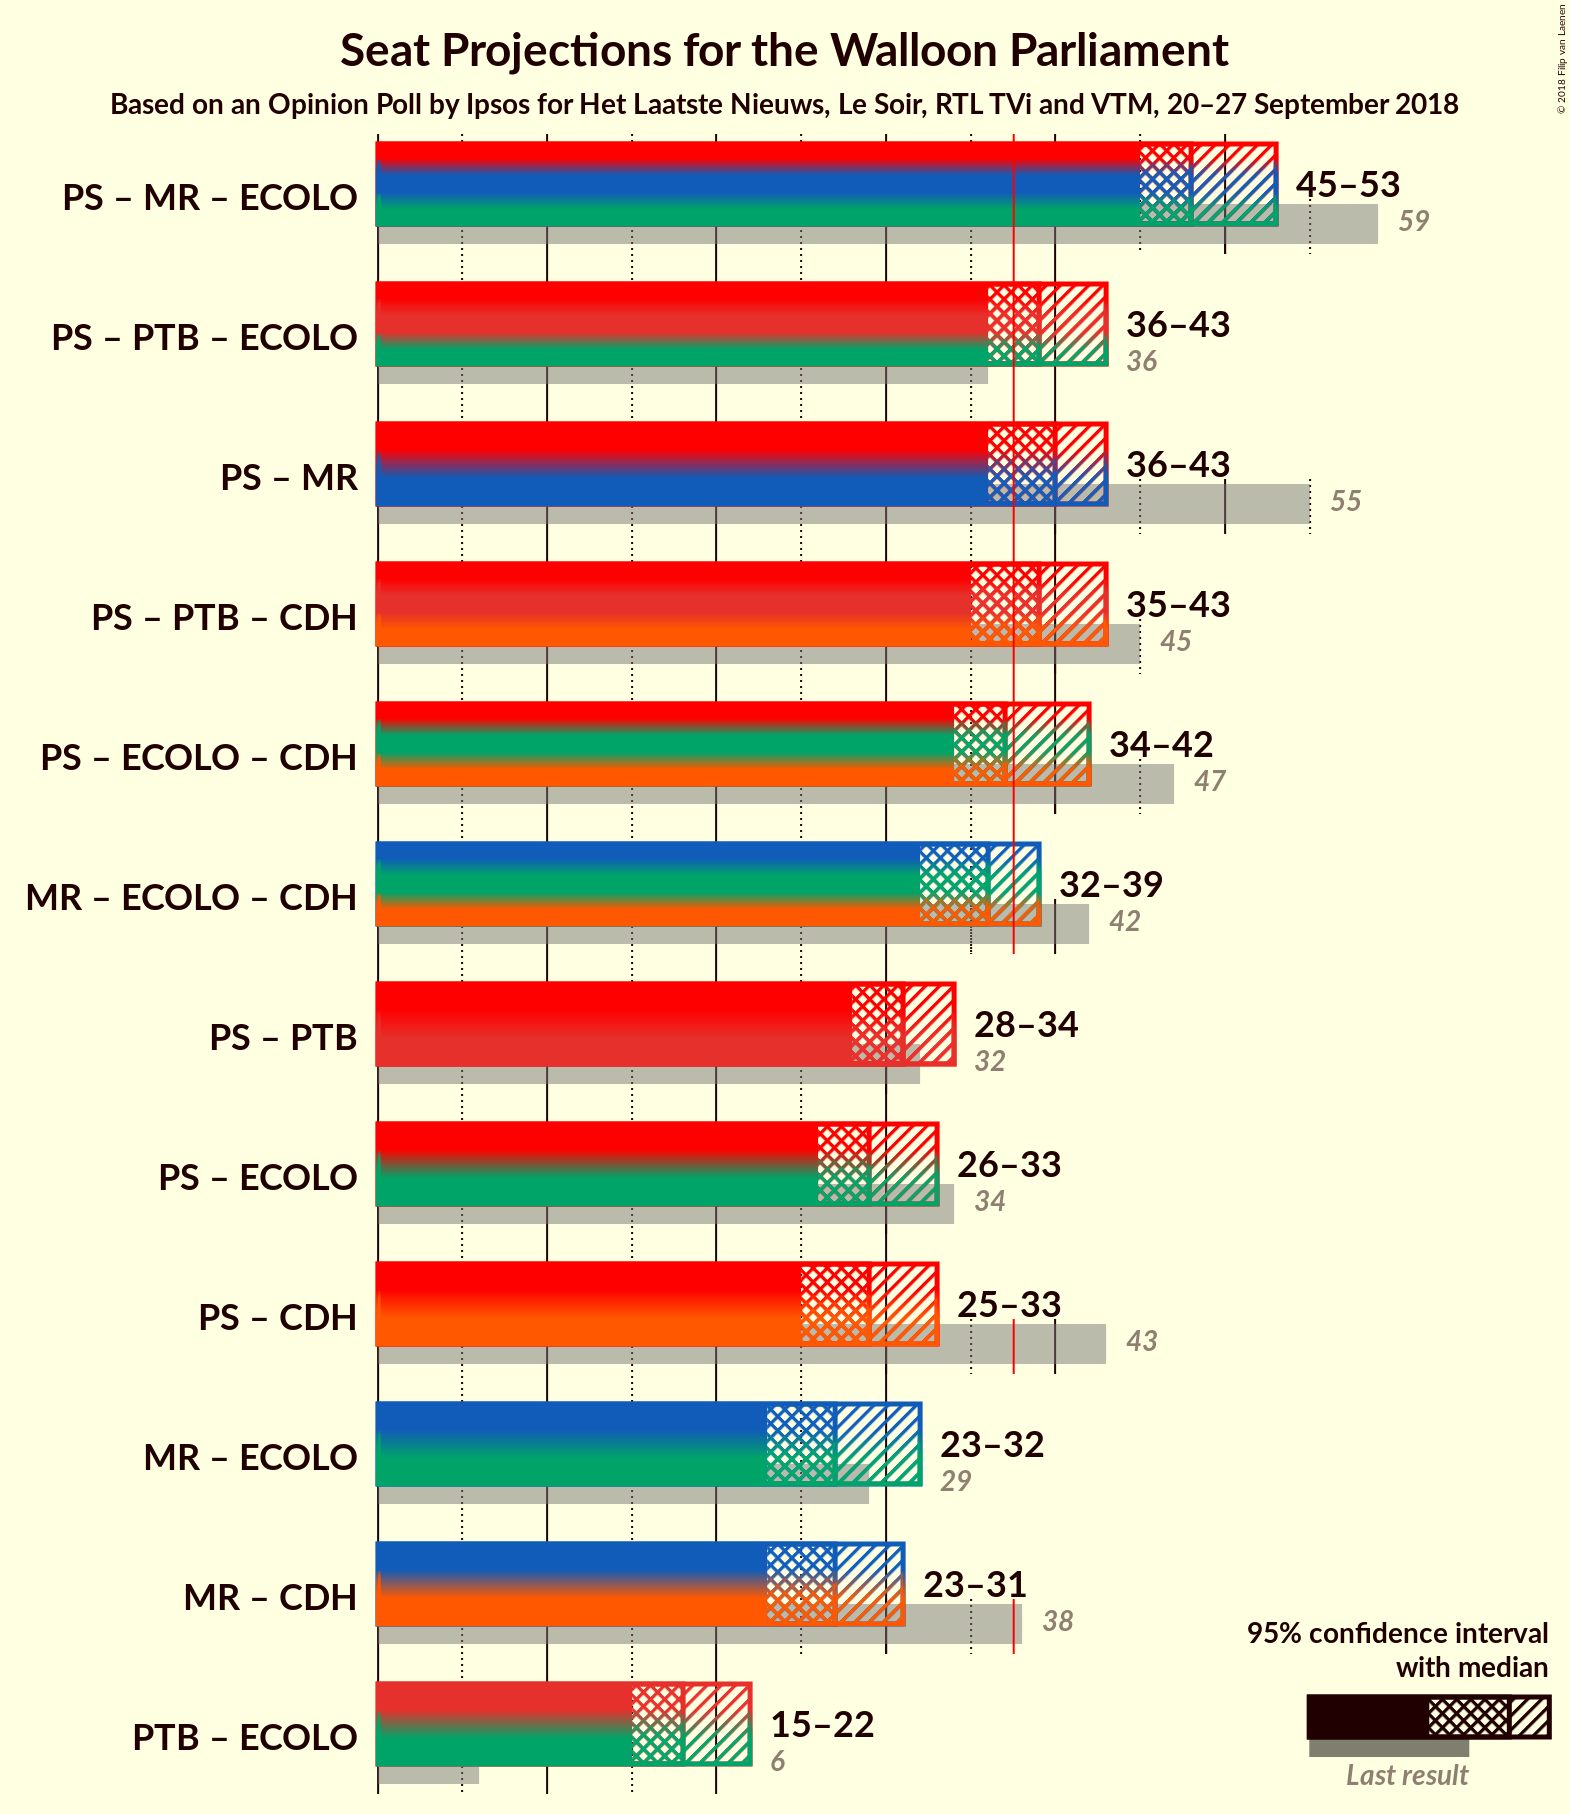 Seat Projections for the Walloon Parliament
Based on an Opinion Poll by Ipsos for Het Laatste Nieuws, Le Soir, RTL TVi and VTM, 20–27 September 2018
© 2018 Filip van Laenen
PS – MR – ECOLO
45–53
59
PS – PTB – ECOLO
36–43
36
PS – MR
36–43
55
PS – PTB – CDH
35–43
45
PS – ECOLO – CDH
34–42
47
MR – ECOLO – CDH
32–39
42
PS – PTB
28–34
32
PS – ECOLO
26–33
34
PS – CDH
25–33
43
MR – ECOLO
23–32
29
MR – CDH
23–31
38
PTB – ECOLO
15–22
6
95% confidence interval
with median
Last result